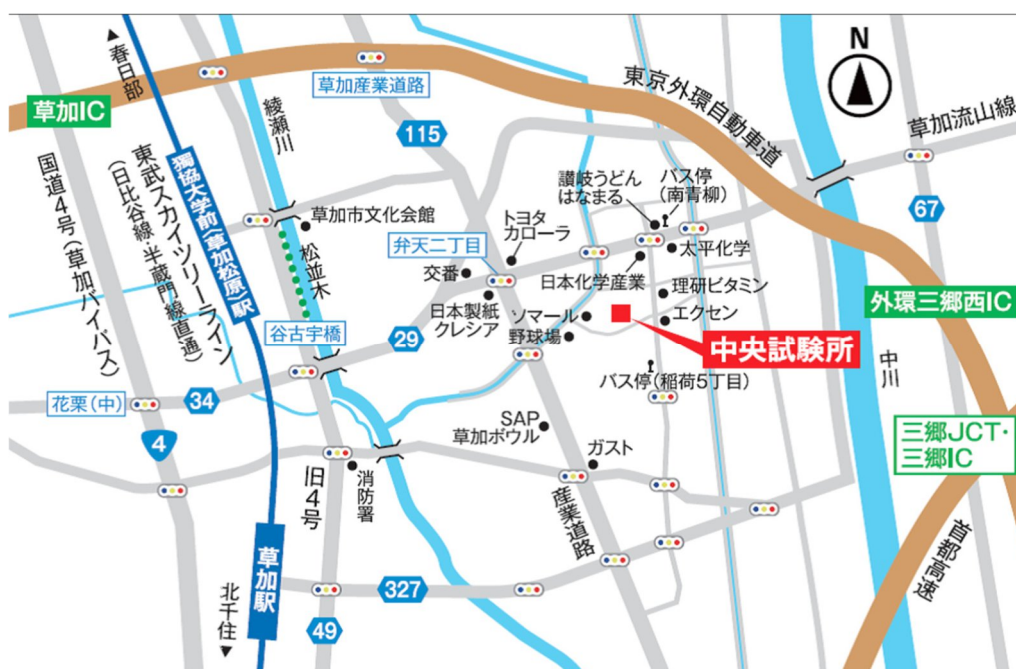 ▲春日部
草加IC
国道4号(草加バイパス)
東武スカイツリーライン
(日比谷線・半蔵門線直通)
獨協大学前〈草加松原〉駅
綾瀬川
草加産業道路
115
東京外環自動車道
N
草加流山線
67
草加市文化会館
松並木
讃岐うどん
はなまる
バス停
(南青柳)
トヨタ
カローラ
弁天二丁目
交番
日本化学産業
太平化学
日本製紙
クレシア
ソマール
野球場
理研ビタミン
エクセン
中央試験所
外環三郷西IC
谷古宇橋
29
バス停(稲荷5丁目)
中川
花栗(中)
34
4
SAP
草加ボウル
ガスト
三郷JCT・
三郷IC
旧4号
消防署
産業道路
首都高速
草加駅
327
49
北千住▼